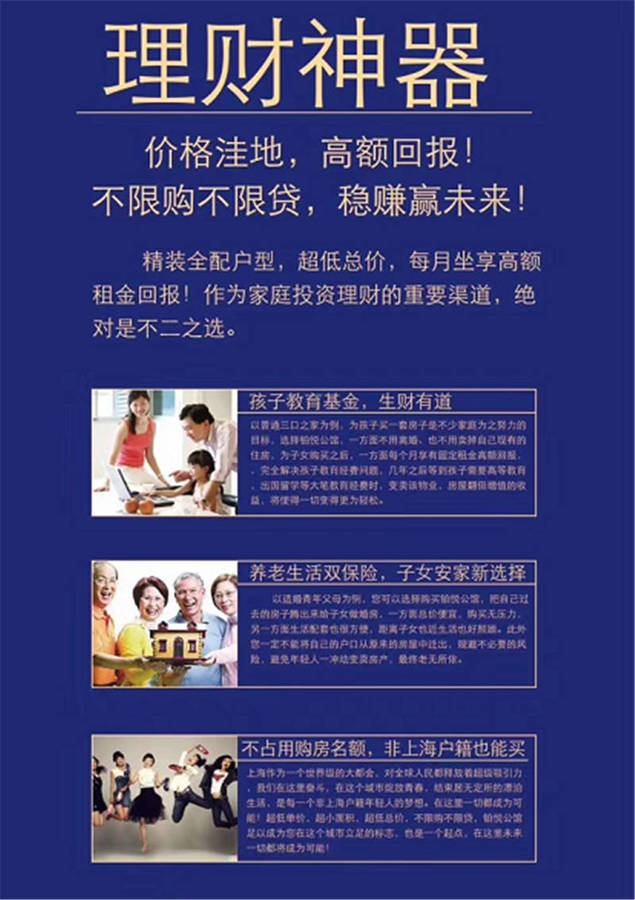 理财神器
价格洼地，高额回报！
不限购不限贷，稳赚赢未来！
精装全配户型，超低总价，每月坐享高额
租金回报！作为家庭投资理财的重要渠道，绝
对是不二之选。
孩子教育基金，生财有道
以普通三口之家为例，为孩子买一套房子是不少家庭为之努力的
目标，选择铂悦公馆，一方面不用离婚，也不用卖掉自己现有的
住房，为子女购买之后，一方面每个月享有固定租金高额回报，
，完全解决孩子教育经费问题，几年之后等到孩子需要高等教育
，出国留学等大笔教育经费时，变卖该物业，房屋翻倍增值的收
益，将使得一切变得更为轻松。
养老生活双保险，子女安家新选择
以适婚青年父母为例，您可以选择购买铂悦公馆，把自己过
去的房子腾出来给子女做婚房，一方面总价便宜，购买无压力，
另一方面生活配套也很方便，距离子女也近生活也好照顾。此外
您一定不能将自己的户口从原来的房屋中迁出，规避不必要的风
险，避免年轻人一冲动变卖房产，最终老无所依。
不占用购房名额，非上海户籍也能买
上海作为一个世界级的大都会，对全球人民都释放着超级吸引力
，我们在这里奋斗，在这个城市绽放青春，结束居无定所的漂泊
生活，是每一个非上海户籍年轻人的梦想。在这里一切都成为可
能！超低单价，超小面积，超低总价，不限购不限贷，铂悦公馆
足以成为您在这个城市立足的标志，也是一个起点，在这里未来
一切都将成为可能！